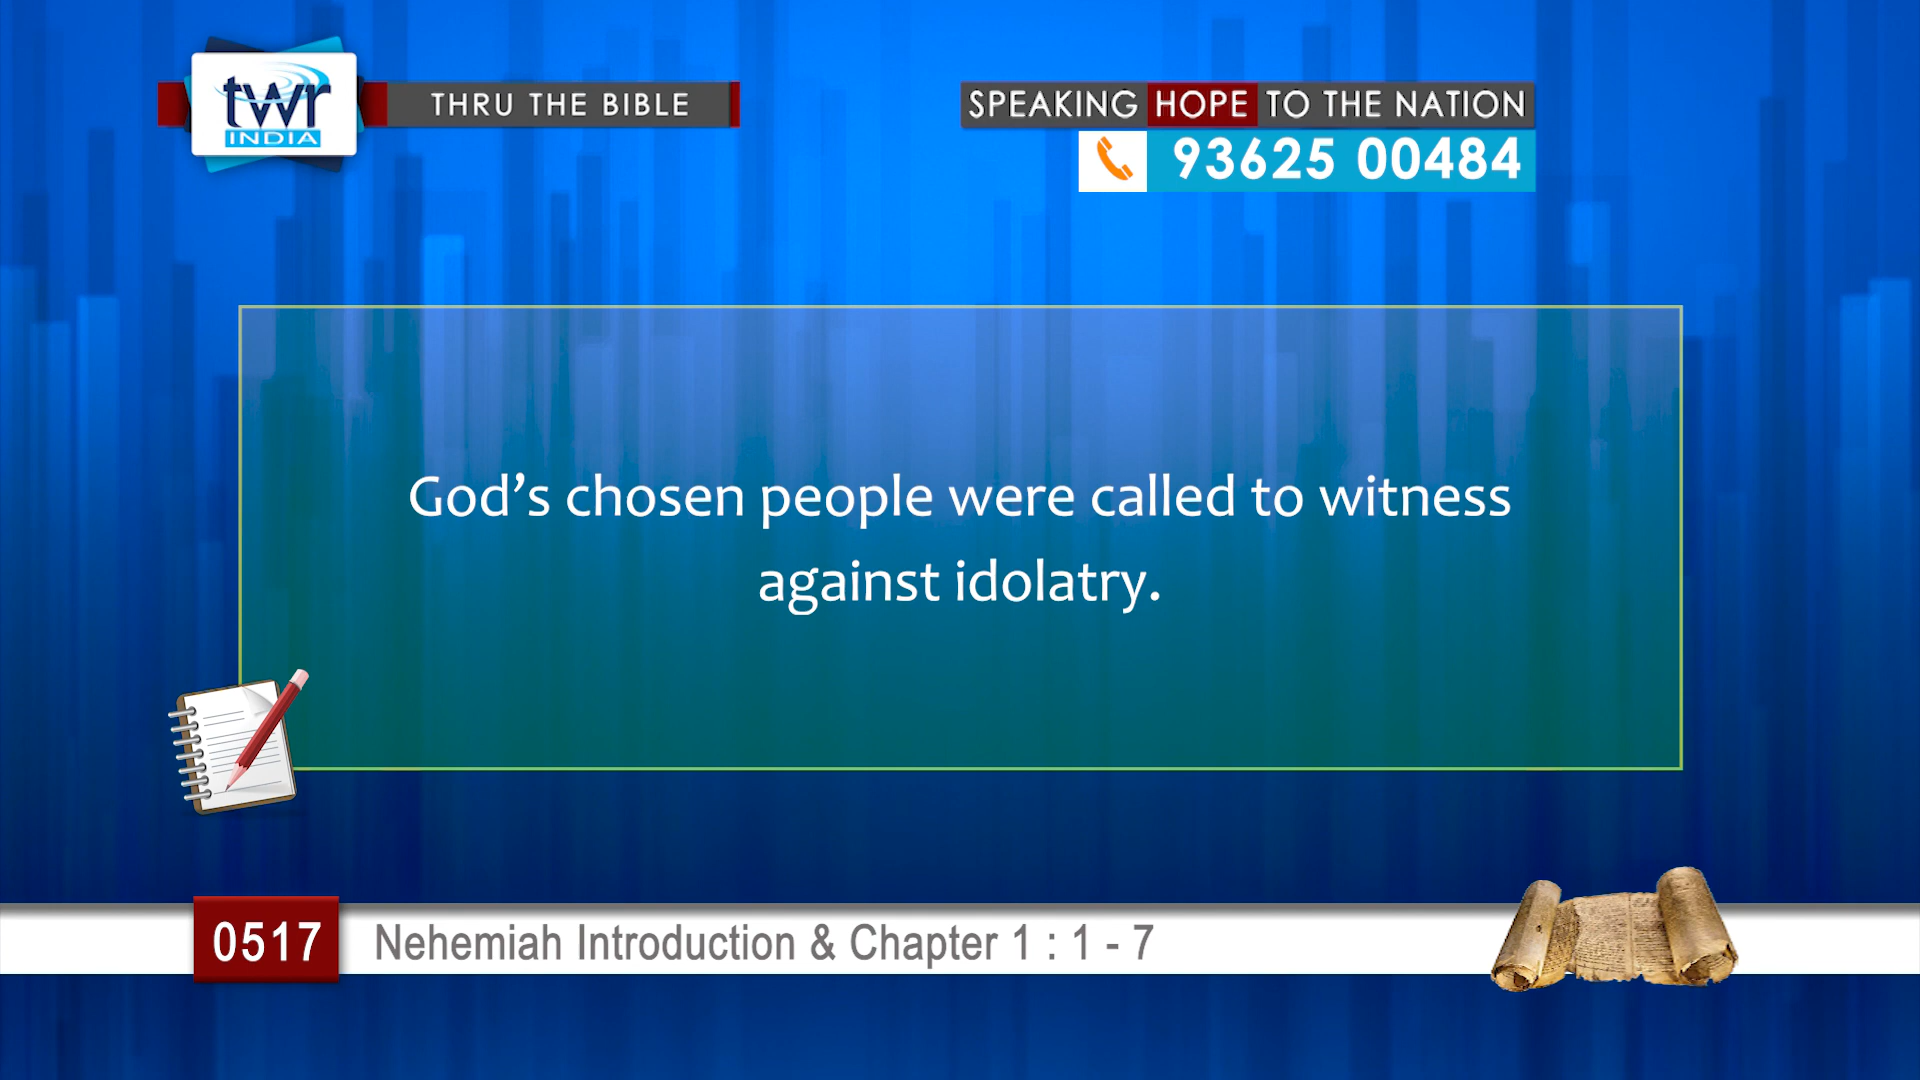 twr
INDIA
THRU THE BIBLE
SPEAKING HOPE TO THE NATION
93625 00484
God’s chosen people were called to witness
against idolatry.
0517
Nehemiah Introduction & Chapter 1 : 1 - 7